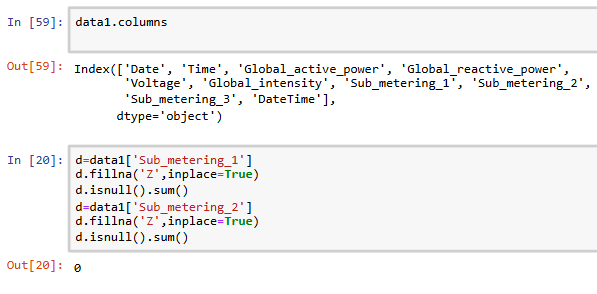 In [59]: data1.columns
Out[59]: Index(['Date', 'Time', 'Global_active_power', 'Global_reactive_power',
'Voltage', 'Global_intensity', 'Sub_metering_1', 'Sub_metering_2',
'Sub_metering_3', 'DateTime'],
dtype='object')
In [20]: d=data1['Sub_metering_1']
d.fillna('Z',inplace=True)
d.isnull().sum()
d=data1['Sub_metering_2']
d.fillna('Z',inplace=True)
d.isnull().sum()
Out[20]: 0